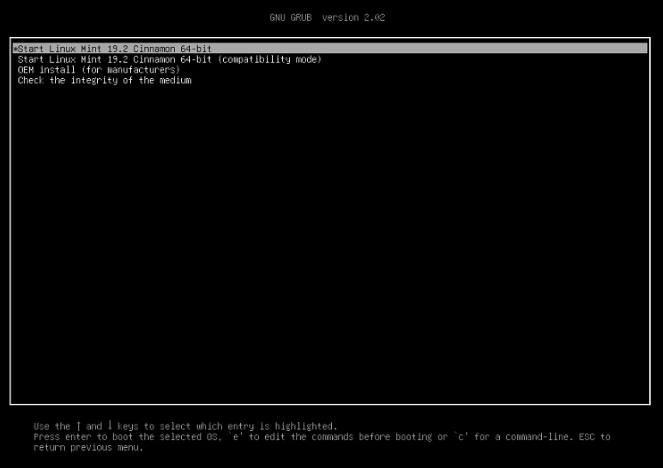 GNU GRUB  version 2.02
*Start Linux Mint 19.2 Cinnamon 64-bit
Start Linux Mint 19.2 Cinnamon 64-bit (compatibility mode)
OEM install (for manufacturers)
Check the integrity of the medium
Use the ↑ and ↓ keys to select which entry is highlighted.
Press enter to boot the selected OS, `e' to edit the commands before booting or `c' for a command-line. ESC to
return previous menu.